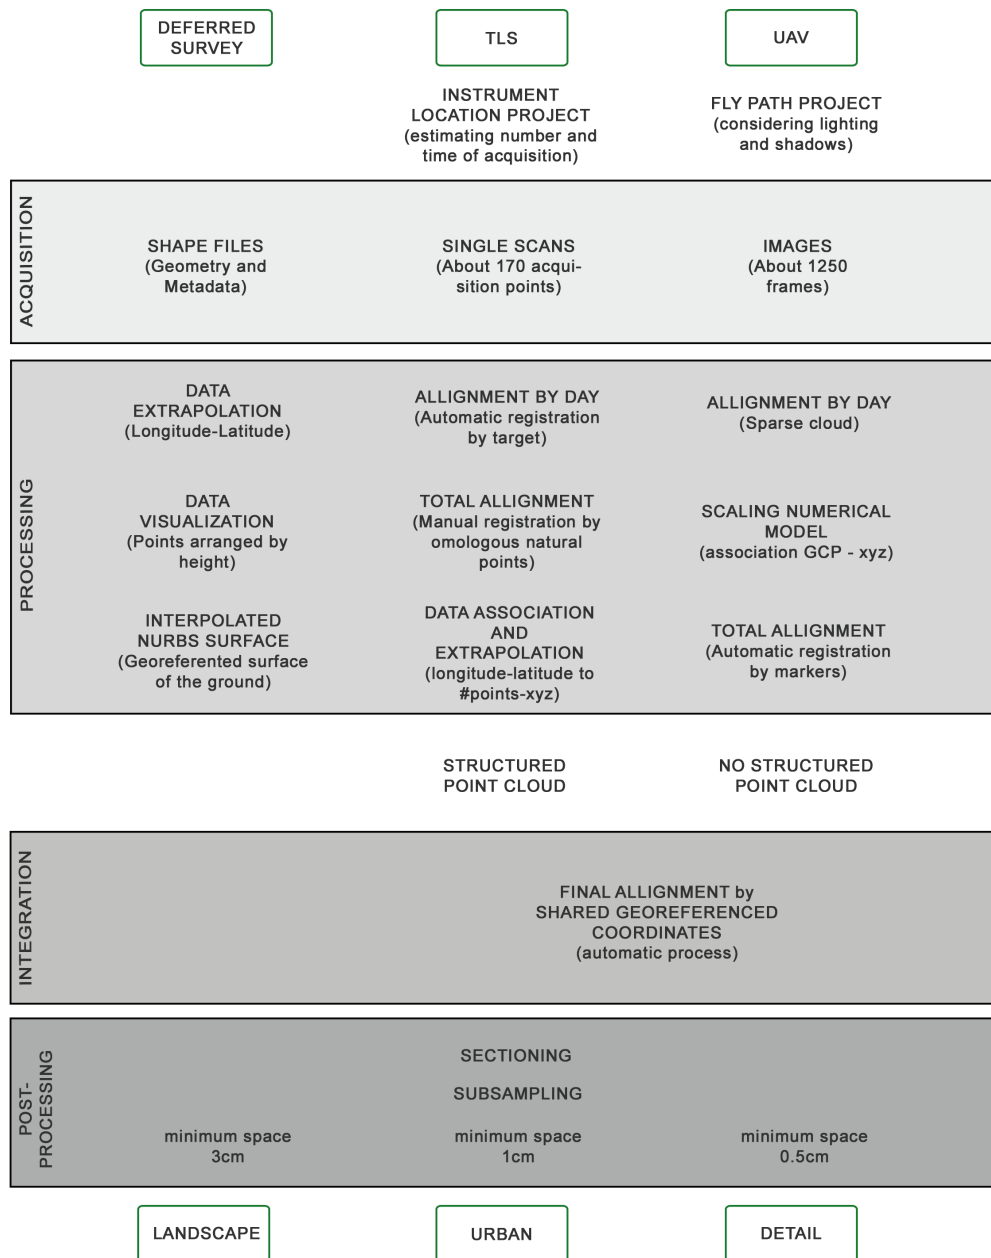 DEFERRED
SURVEY
TLS
UAV
INSTRUMENT
LOCATION PROJECT
(estimating number and
time of acquisition)
FLY PATH PROJECT
(considering lighting
and shadows)
ACQUISITION
SHAPE FILES
(Geometry and
Metadata)
SINGLE SCANS
(About 170 acqui-
sition points)
IMAGES
(About 1250
frames)
PROCESSING
DATA
EXTRAPOLATION
(Longitude-Latitude)
ALLIGNMENT BY DAY
(Automatic registration
by target)
ALLIGNMENT BY DAY
(Sparse cloud)
DATA
VISUALIZATION
(Points arranged by
height)
TOTAL ALLIGNMENT
(Manual registration by
omologous natural
points)
SCALING NUMERICAL
MODEL
(association GCP - xyz)
INTERPOLATED
NURBS SURFACE
(Georeferented surface
of the ground)
DATA ASSOCIATION
AND
EXTRAPOLATION
(longitude-latitude to
#points-xyz)
TOTAL ALLIGNMENT
(Automatic registration
by markers)
STRUCTURED
POINT CLOUD
NO STRUCTURED
POINT CLOUD
INTEGRATION
FINAL ALLIGNMENT by
SHARED GEOREFERENCED
COORDINATES
(automatic process)
POST-
PROCESSING
SECTIONING
SUBSAMPLING
minimum space
3cm
minimum space
1cm
minimum space
0.5cm
LANDSCAPE
URBAN
DETAIL